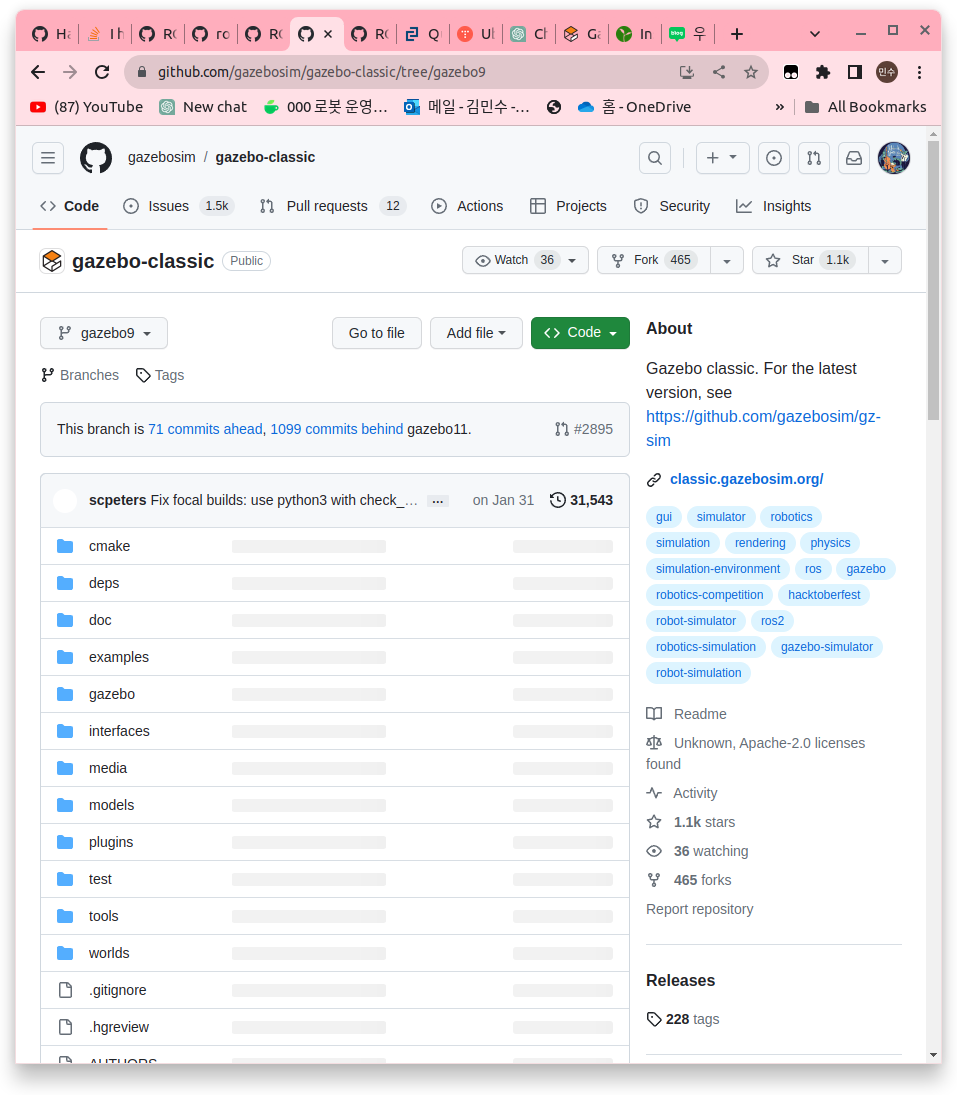 Ha I h RO ro RO RO Q Ub Ch Ga In 우
github.com/gazebosim/gazebo-classic/tree/gazebo9 민수
(87) YouTube New chat 000 로봇 운영… 메일 - 김민수 -… 홈 - OneDrive » All Bookmarks
gazebosim / gazebo-classic
Code Issues 1.5k Pull requests 12 Actions Projects Security Insights
gazebo-classic Public Watch 36 Fork 465 Star 1.1k
gazebo9 Go to file Add file Code
Branches Tags
This branch is 71 commits ahead, 1099 commits behind gazebo11. #2895
scpeters Fix focal builds: use python3 with check_… … on Jan 31 31,543
cmake
deps
doc
examples
gazebo
interfaces
media
models
plugins
test
tools
worlds
.gitignore
.hgreview
AUTHORS
About
Gazebo classic. For the latest
version, see
https://github.com/gazebosim/gz-
sim
classic.gazebosim.org/
gui simulator robotics
simulation rendering physics
simulation-environment ros gazebo
robotics-competition hacktoberfest
robot-simulator ros2
robotics-simulation gazebo-simulator
robot-simulation
Readme
Unknown, Apache-2.0 licenses
found
Activity
1.1k stars
36 watching
465 forks
Report repository
Releases
228 tags